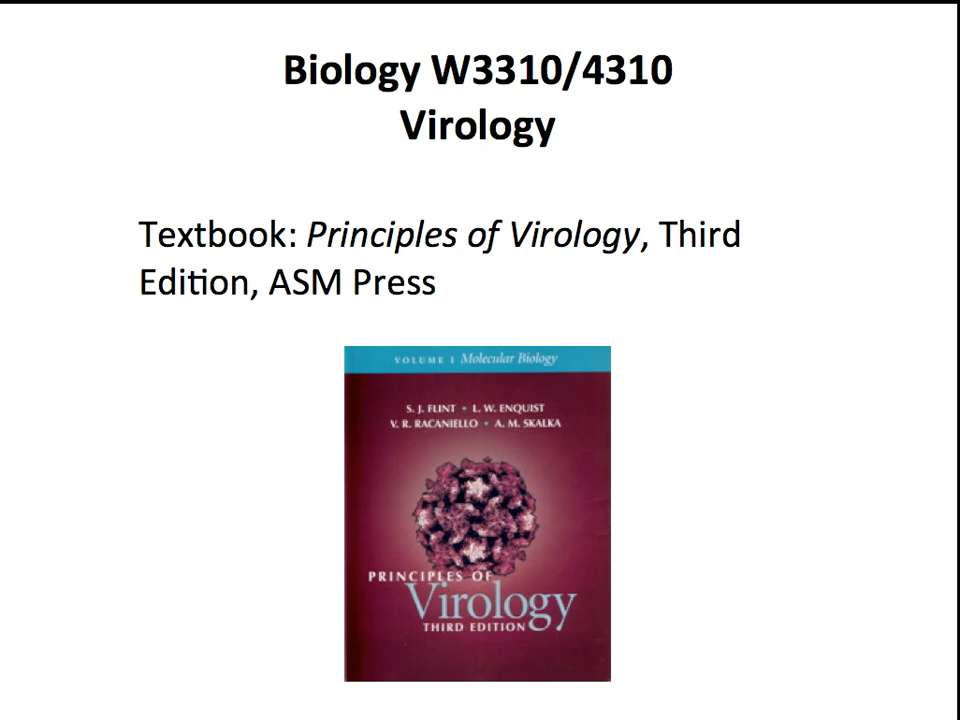 Biology W3310/4310
Virology
Textbook: Principles of Virology, Third
Edition, ASM Press
VOLUME I Molecular Biology
S. J. FLINT • L. W. ENQUIST
V. R. RACANIELLO • A. M. SKALKA
PRINCIPLES OF
Virology
THIRD EDITION